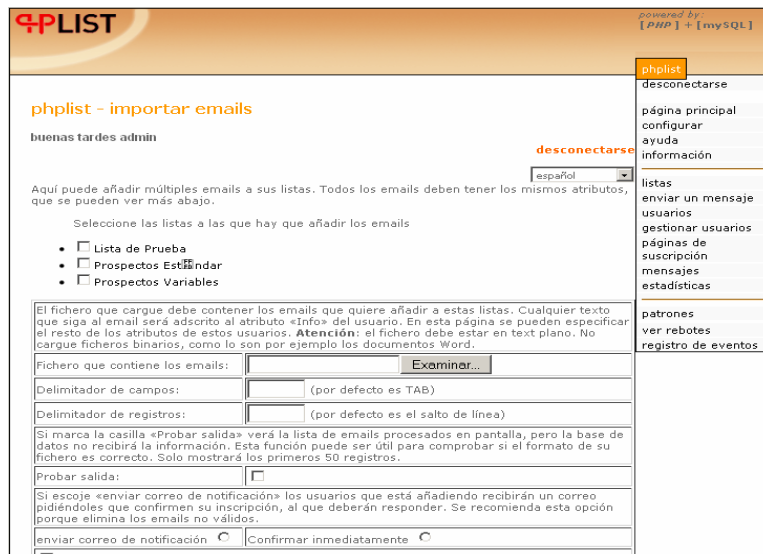 PHPLIST
powered by:
[PHP] + [mySQL]
phplist
desconectarse
página principal
configurar
ayuda
información
listas
enviar un mensaje
usuarios
gestionar usuarios
páginas de
suscripción
mensajes
estadísticas
patrones
ver rebotes
registro de eventos
phplist - importar emails
buenas tardes admin
desconectarse
español
Aquí puede añadir múltiples emails a sus listas. Todos los emails deben tener los mismos atributos,
que se pueden ver más abajo.
Seleccione las listas a las que hay que añadir los emails
Lista de Prueba
Prospectos Variables
El fichero que cargue debe contener los emails que quiere añadir a estas listas. Cualquier texto
que siga al email será adscrito al atributo «Info» del usuario. En esta página se pueden especificar
el resto de los atributos de estos usuarios. Atención: el fichero debe estar en text plano. No
cargue ficheros binarios, como lo son por ejemplo los documentos Word.
Fichero que contiene los emails: Examinar...
Delimitador de campos: (por defecto es TAB)
Delimitador de registros: (por defecto es el salto de línea)
Si marca la casilla «Probar salida» verá la lista de emails procesados en pantalla, pero la base de
datos no recibirá la información. Esta función puede ser útil para comprobar si el formato de su
fichero es correcto. Solo mostrará los primeros 50 registros.
Probar salida:
Si escoje «enviar correo de notificación» los usuarios que está añadiendo recibirán un correo
pidiéndoles que confirmen su inscripción, al que deberán responder. Se recomienda esta opción
porque elimina los emails no válidos.
enviar correo de notificación Confirmar inmediatamente